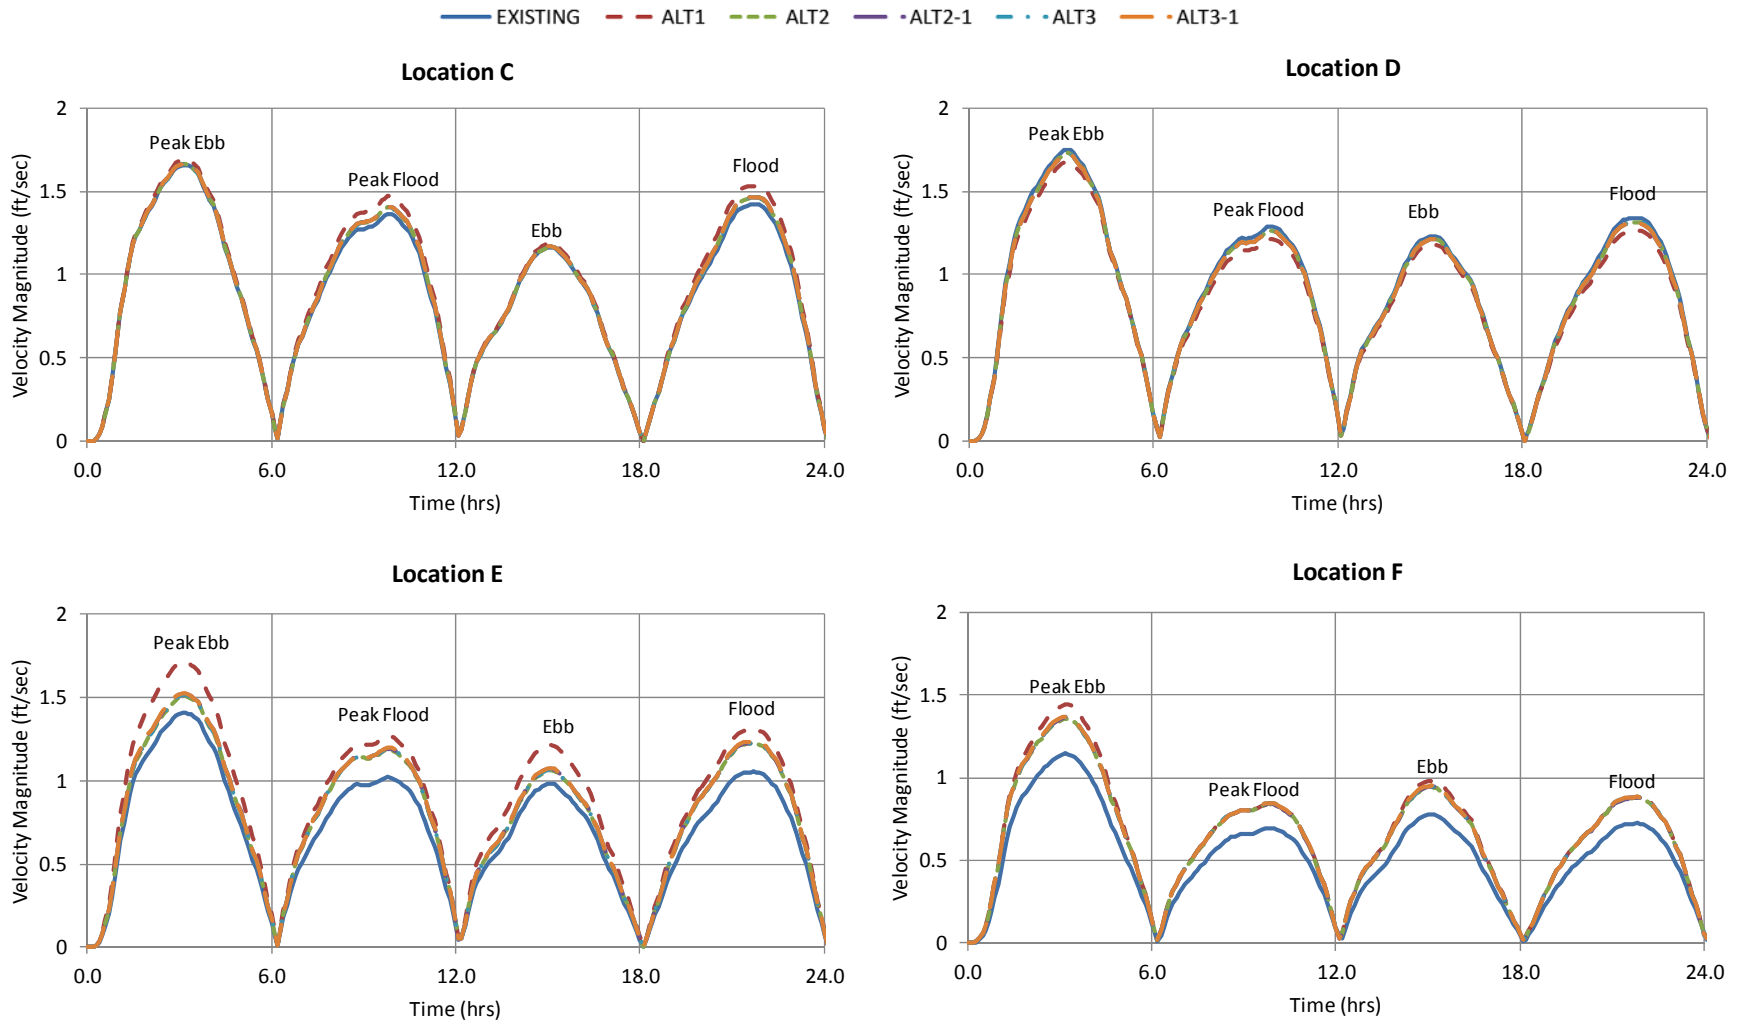 EXISTING ALT1 ALT2 ALT2-1 ALT3 ALT3-1
Location C
Velocity Magnitude (ft/sec)
2
1.5
1
0.5
0
Peak Ebb
Peak Flood
Ebb
Flood
0.0 6.0 12.0 18.0 24.0
Time (hrs)
Location D
Velocity Magnitude (ft/sec)
2
1.5
1
0.5
0
Peak Ebb
Peak Flood
Ebb
Flood
0.0 6.0 12.0 18.0 24.0
Time (hrs)
Location E
Velocity Magnitude (ft/sec)
2
1.5
1
0.5
0
Peak Ebb
Peak Flood
Ebb
Flood
0.0 6.0 12.0 18.0 24.0
Time (hrs)
Location F
Velocity Magnitude (ft/sec)
2
1.5
1
0.5
0
Peak Ebb
Peak Flood
Ebb
Flood
0.0 6.0 12.0 18.0 24.0
Time (hrs)